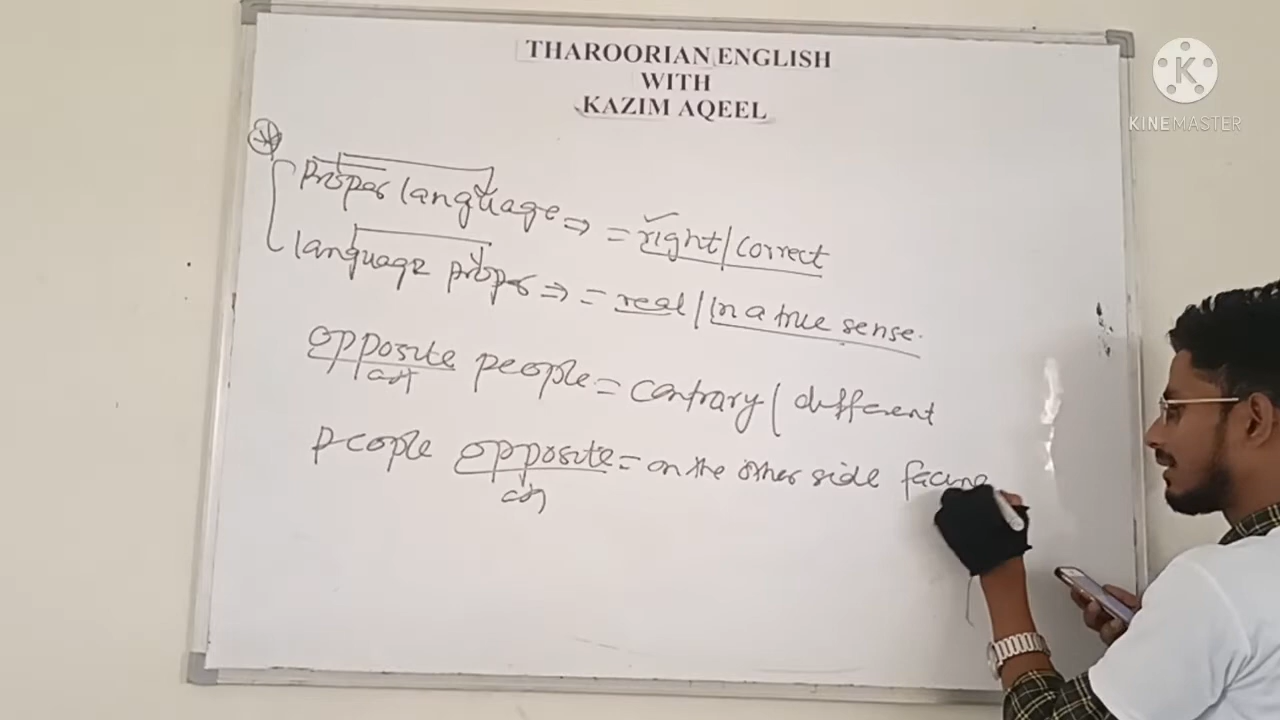 THAROORIAN ENGLISH
WITH
KAZIM AQEEL
KINEMASTER
Proper language ⇒ = right/correct
language proper ⇒ = real/in a true sense.
opposite people = contrary/different
people opposite = on the other side facing